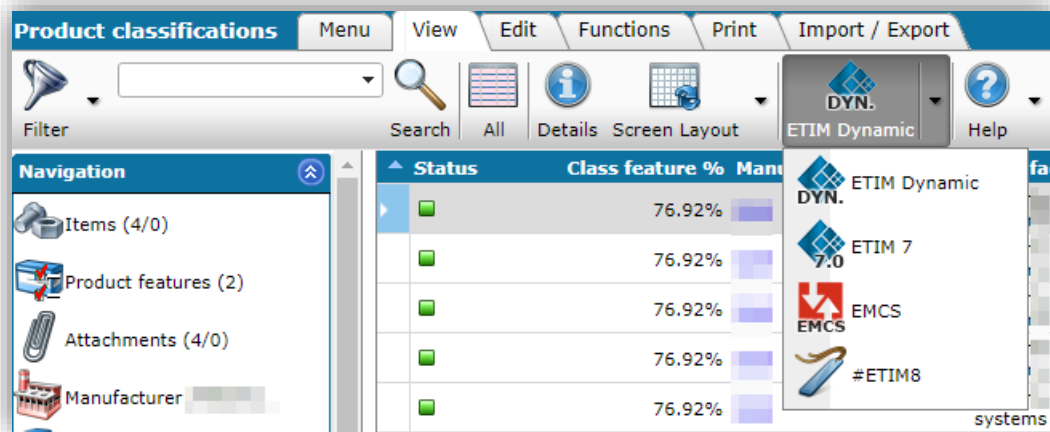 Product classifications Menu View Edit Functions Print Import / Export
DYN.
Filter Search All Details Screen Layout ETIM Dynamic Help
Navigation Status Class feature % Manu fa
DYN. ETIM Dynamic
Items (4/0) 76.92%
7.0 ETIM 7
Product features (2) 76.92%
EMCS EMCS
Attachments (4/0) 76.92%
#ETIM8
Manufacturer 76.92%
76.92% systems